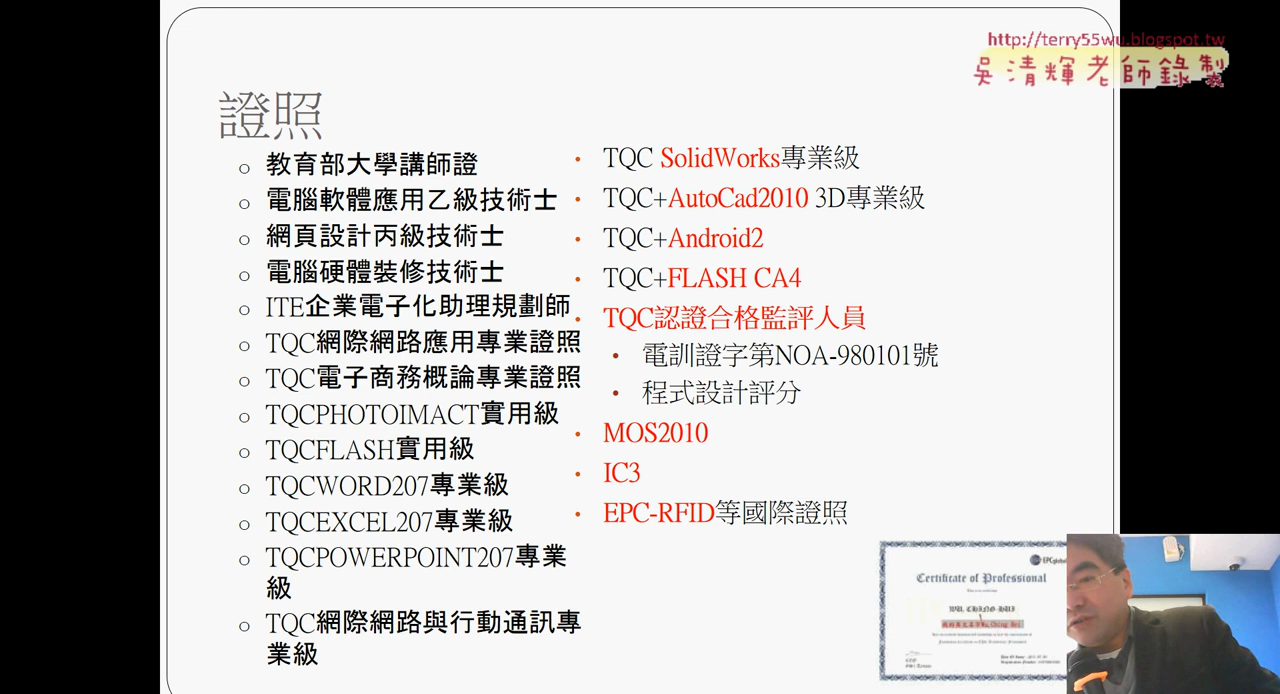 http://terry55wu.blogspot.tw
吳清輝老師錄製
證照
教育部大學講師證
電腦軟體應用乙級技術士
網頁設計丙級技術士
電腦硬體裝修技術士
ITE企業電子化助理規劃師
TQC網際網路應用專業證照
TQC電子商務概論專業證照
TQCPHOTOIMACT實用級
TQCFLASH實用級
TQCWORD207專業級
TQCEXCEL207專業級
TQCPOWERPOINT207專業
級
TQC網際網路與行動通訊專
業級
TQC SolidWorks專業級
TQC+AutoCad2010 3D專業級
TQC+Android2
TQC+FLASH CA4
TQC認證合格監評人員
電訓證字第NOA-980101號
程式設計評分
MOS2010
IC3
EPC-RFID等國際證照
EPCglobal
Certificate of Professional
WU, CHING-HUI